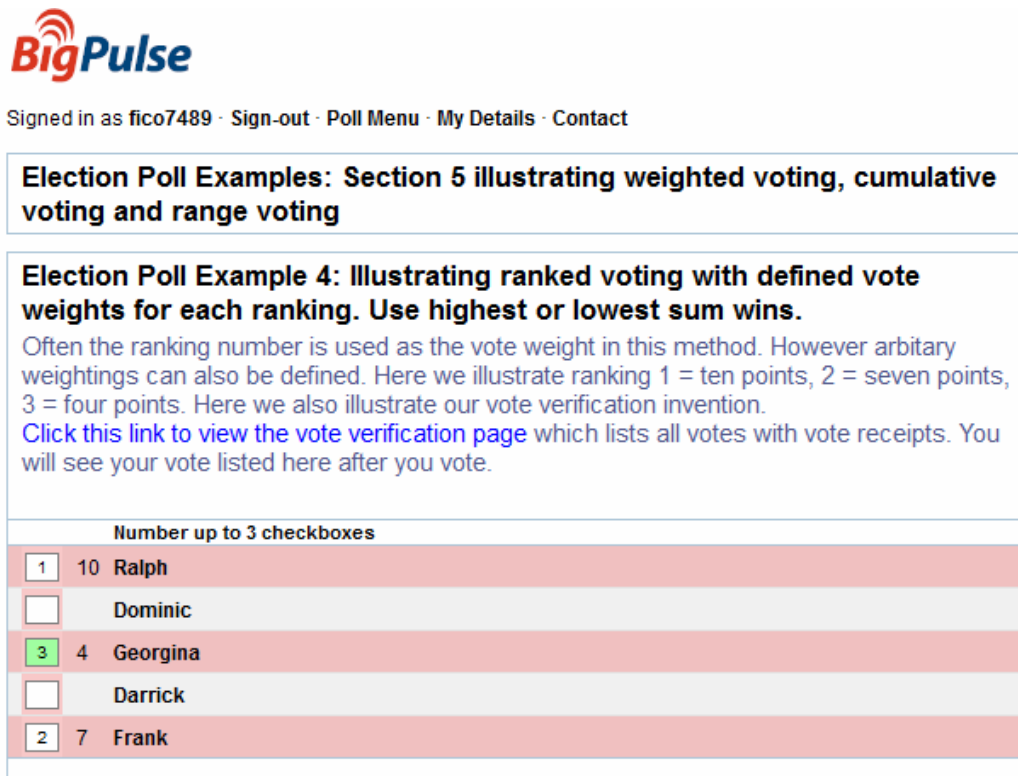 BigPulse
Signed in as fico7489 · Sign-out · Poll Menu · My Details · Contact
Election Poll Examples: Section 5 illustrating weighted voting, cumulative
voting and range voting
Election Poll Example 4: Illustrating ranked voting with defined vote
weights for each ranking. Use highest or lowest sum wins.
Often the ranking number is used as the vote weight in this method. However arbitary
weightings can also be defined. Here we illustrate ranking 1 = ten points, 2 = seven points,
3 = four points. Here we also illustrate our vote verification invention.
Click this link to view the vote verification page which lists all votes with vote receipts. You
will see your vote listed here after you vote.
Number up to 3 checkboxes
1 10 Ralph
Dominic
3 4 Georgina
Darrick
2 7 Frank